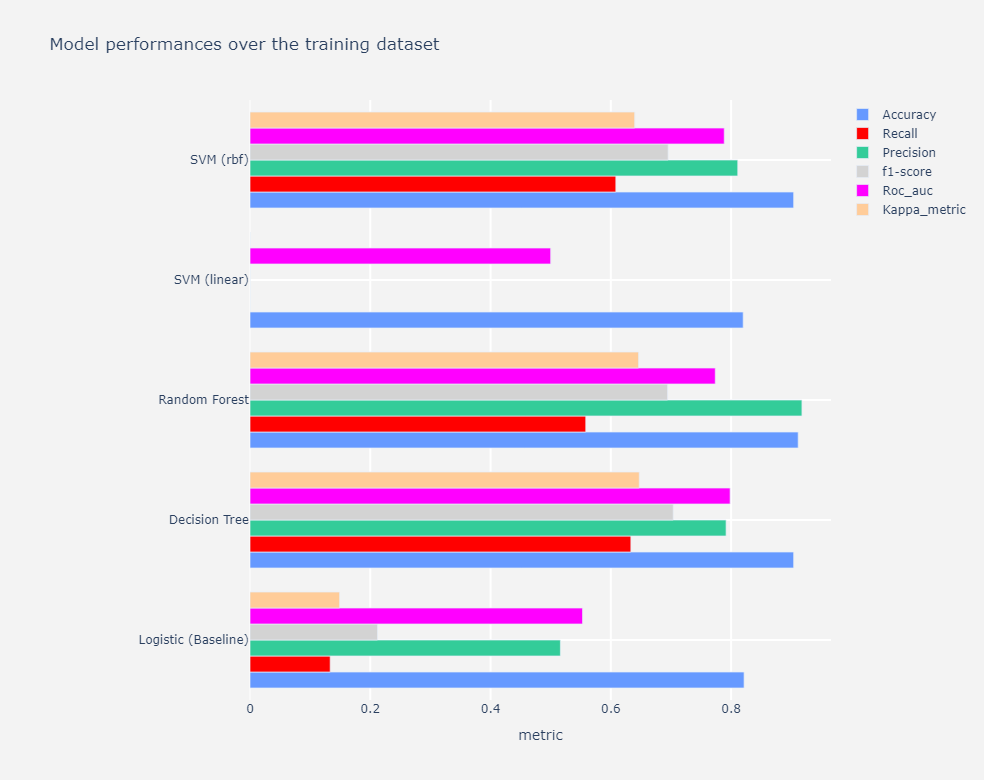 Model performances over the training dataset
Accuracy
Recall
Precision
f1-score
Roc_auc
Kappa_metric
SVM (rbf)
SVM (linear)
Random Forest
Decision Tree
Logistic (Baseline)
0 0.2 0.4 0.6 0.8
metric